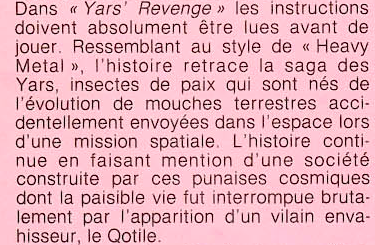 Dans « Yars' Revenge » les instructions
doivent absolument être lues avant de
jouer. Ressemblant au style de « Heavy
Metal », l'histoire retrace la saga des
Yars, insectes de paix qui sont nés de
l'évolution de mouches terrestres acci-
dentellement envoyées dans l'espace lors
d'une mission spatiale. L'histoire conti-
nue en faisant mention d'une société
construite par ces punaises cosmiques
dont la paisible vie fut interrompue bruta-
lement par l'apparition d'un vilain enva-
hisseur, le Qotile.